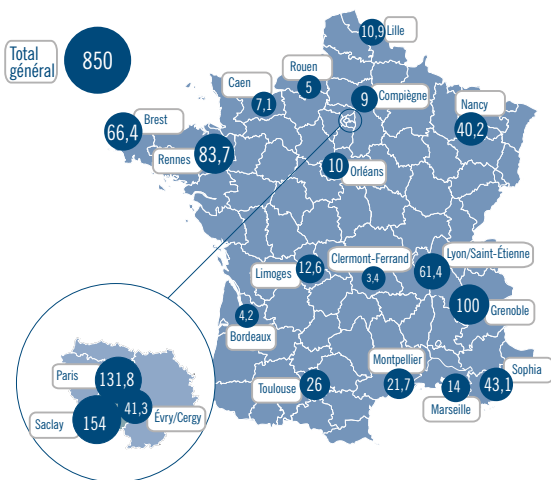 Total
général
850
10,9
Lille
Rouen
5
Caen
7,1
9
Compiègne
Nancy
40,2
Brest
66,4
Rennes
83,7
10
Orléans
Limoges
12,6
Clermont-Ferrand
3,4
Lyon/Saint-Étienne
61,4
100
Grenoble
4,2
Bordeaux
Toulouse
26
Montpellier
21,7
14
Marseille
Sophia
43,1
Paris
131,8
Saclay
154
41,3
Évry/Cergy